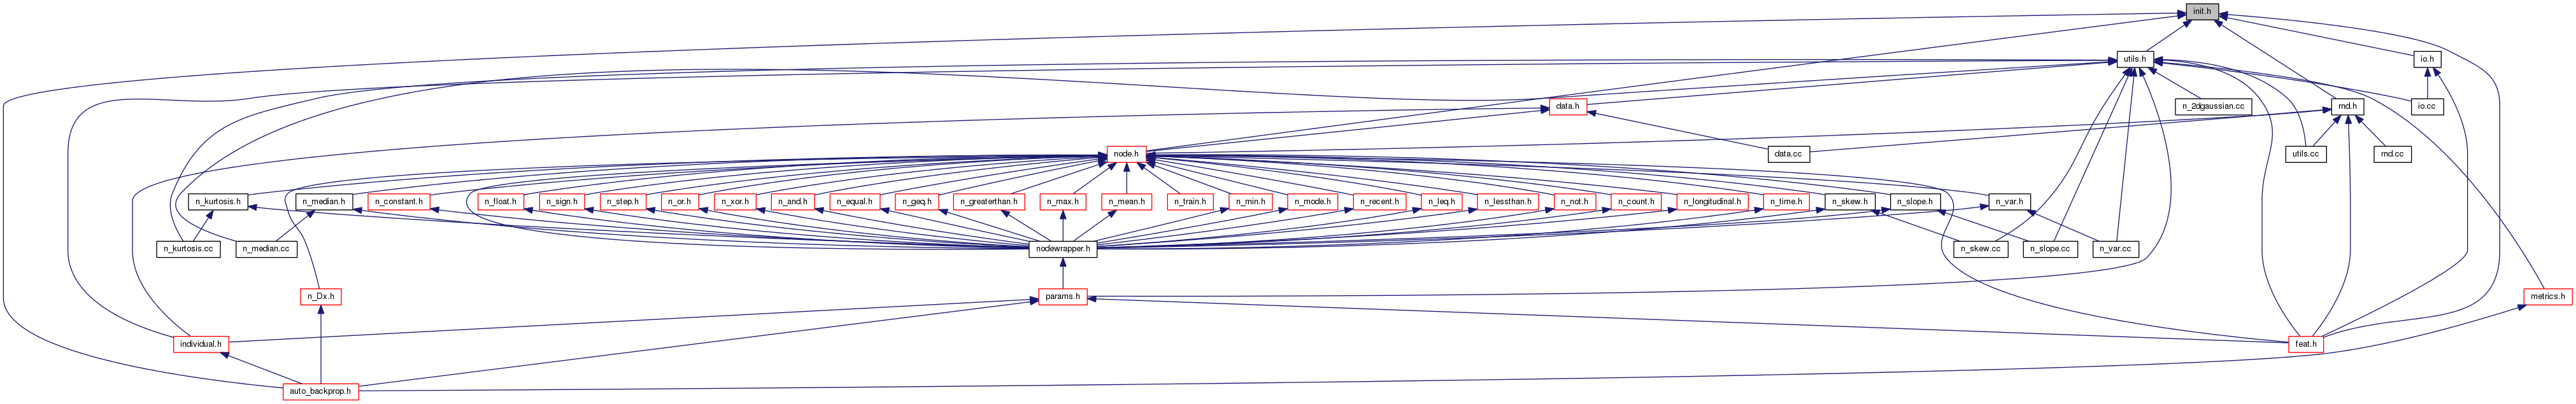 init.h
utils.h
io.h
data.h
n_2dgaussian.cc
rnd.h
io.cc
node.h
data.cc
utils.cc
rnd.cc
n_kurtosis.h
n_median.h
n_constant.h
n_float.h
n_sign.h
n_step.h
n_or.h
n_xor.h
n_and.h
n_equal.h
n_geq.h
n_greaterthan.h
n_max.h
n_mean.h
n_train.h
n_min.h
n_mode.h
n_recent.h
n_leq.h
n_lessthan.h
n_not.h
n_count.h
n_longitudinal.h
n_time.h
n_skew.h
n_slope.h
n_var.h
n_kurtosis.cc
n_median.cc
nodewrapper.h
n_skew.cc
n_slope.cc
n_var.cc
n_Dx.h
params.h
metrics.h
individual.h
feat.h
auto_backprop.h